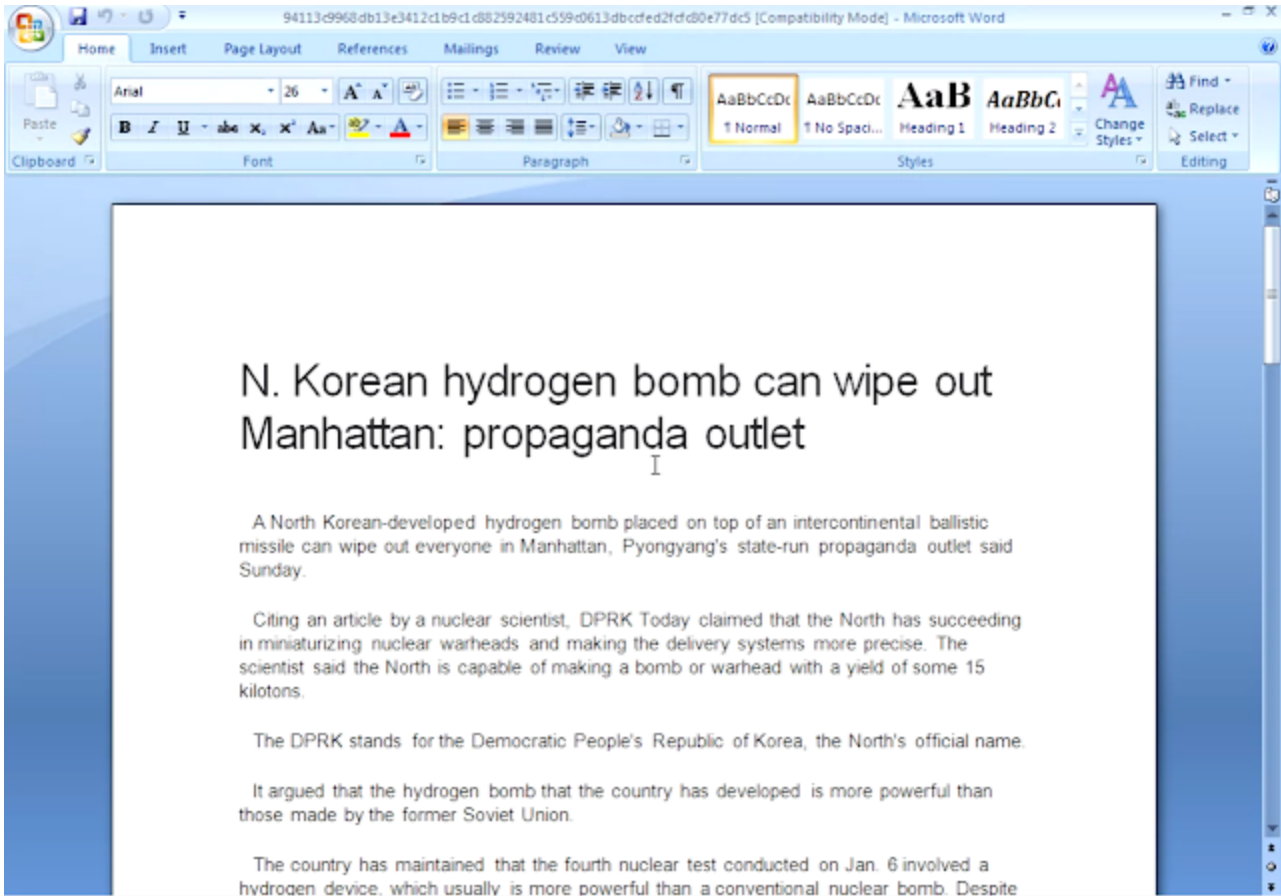 94113c9968db13e3412c1b9c1c882592481c559c0613dbccfed2fcfc80e77dc5 [Compatibility Mode] - Microsoft Word
Home Insert Page Layout References Mailings Review View
Arial 26
Paste
B I U abc x₂ x² Aa
AaBbCcDc AaBbCcDc AaB AaBbCc
¶ Normal ¶ No Spaci... Heading 1 Heading 2
Change Styles
Find
Replace
Select
Clipboard Font Paragraph Styles Editing
N. Korean hydrogen bomb can wipe out
Manhattan: propaganda outlet
A North Korean-developed hydrogen bomb placed on top of an intercontinental ballistic
missile can wipe out everyone in Manhattan, Pyongyang's state-run propaganda outlet said
Sunday.
Citing an article by a nuclear scientist, DPRK Today claimed that the North has succeeding
in miniaturizing nuclear warheads and making the delivery systems more precise. The
scientist said the North is capable of making a bomb or warhead with a yield of some 15
kilotons.
The DPRK stands for the Democratic People's Republic of Korea, the North's official name.
It argued that the hydrogen bomb that the country has developed is more powerful than
those made by the former Soviet Union.
The country has maintained that the fourth nuclear test conducted on Jan. 6 involved a
hydrogen device, which usually is more powerful than a conventional nuclear bomb. Despite